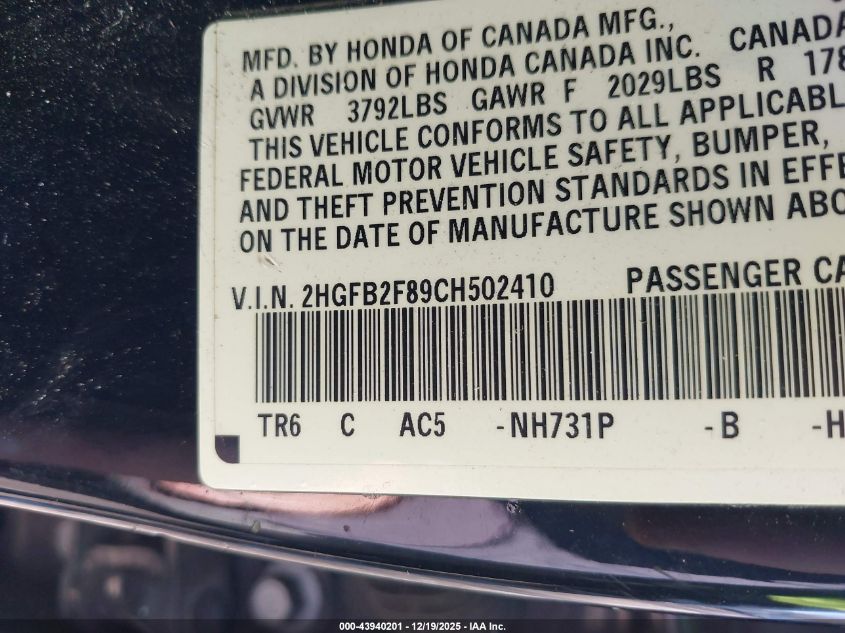 MFD. BY HONDA OF CANADA MFG.,
A DIVISION OF HONDA CANADA INC. CANADA
GVWR 3792LBS GAWR F 2029LBS R 178
THIS VEHICLE CONFORMS TO ALL APPLICABL
FEDERAL MOTOR VEHICLE SAFETY, BUMPER,
AND THEFT PREVENTION STANDARDS IN EFFE
ON THE DATE OF MANUFACTURE SHOWN ABO
V.I.N. 2HGFB2F89CH502410 PASSENGER CA
TR6 C AC5 -NH731P -B -H
000-43940201 - 12/19/2025 - IAA Inc.